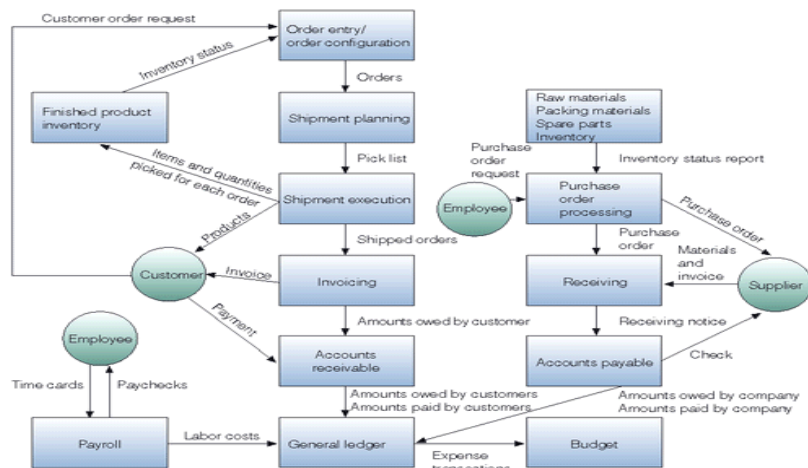 Customer order request
Order entry/
order configuration
Inventory status
Orders
Finished product
inventory
Shipment planning
Raw materials
Packing materials
Spare parts
Inventory
Pick list
Items and quantities
picked for each order
Purchase
order
request
Inventory status report
Shipment execution
Employee
Purchase
order
processing
Purchase order
Products
Shipped orders
Purchase
order
Materials
and
invoice
Customer
Invoice
Invoicing
Receiving
Supplier
Payment
Amounts owed by customer
Receiving notice
Employee
Accounts
receivable
Accounts payable
Check
Time cards
Paychecks
Amounts owed by customers
Amounts paid by customers
Amounts owed by company
Amounts paid by company
Payroll
Labor costs
General ledger
Expense
transactions
Budget